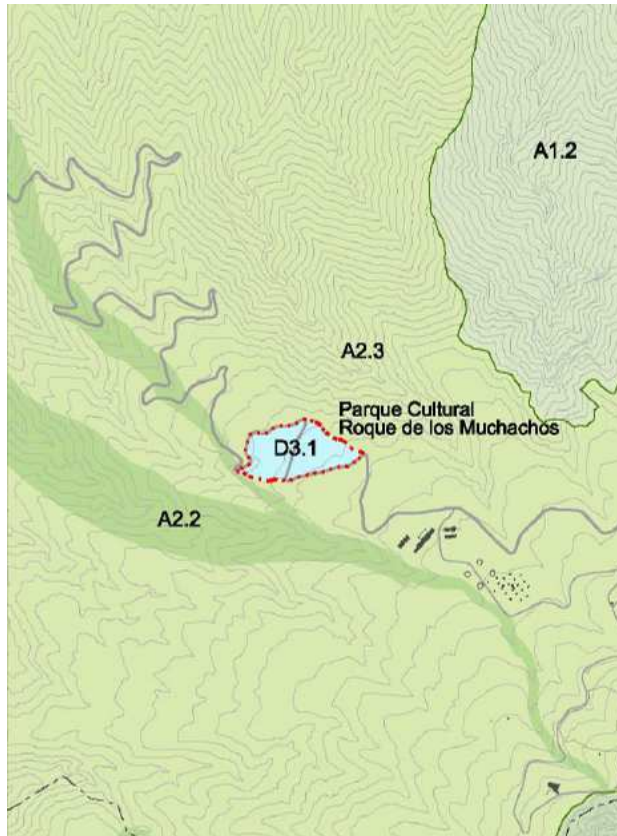 A1.2
A2.3
Parque Cultural
Roque de los Muchachos
D3.1
A2.2